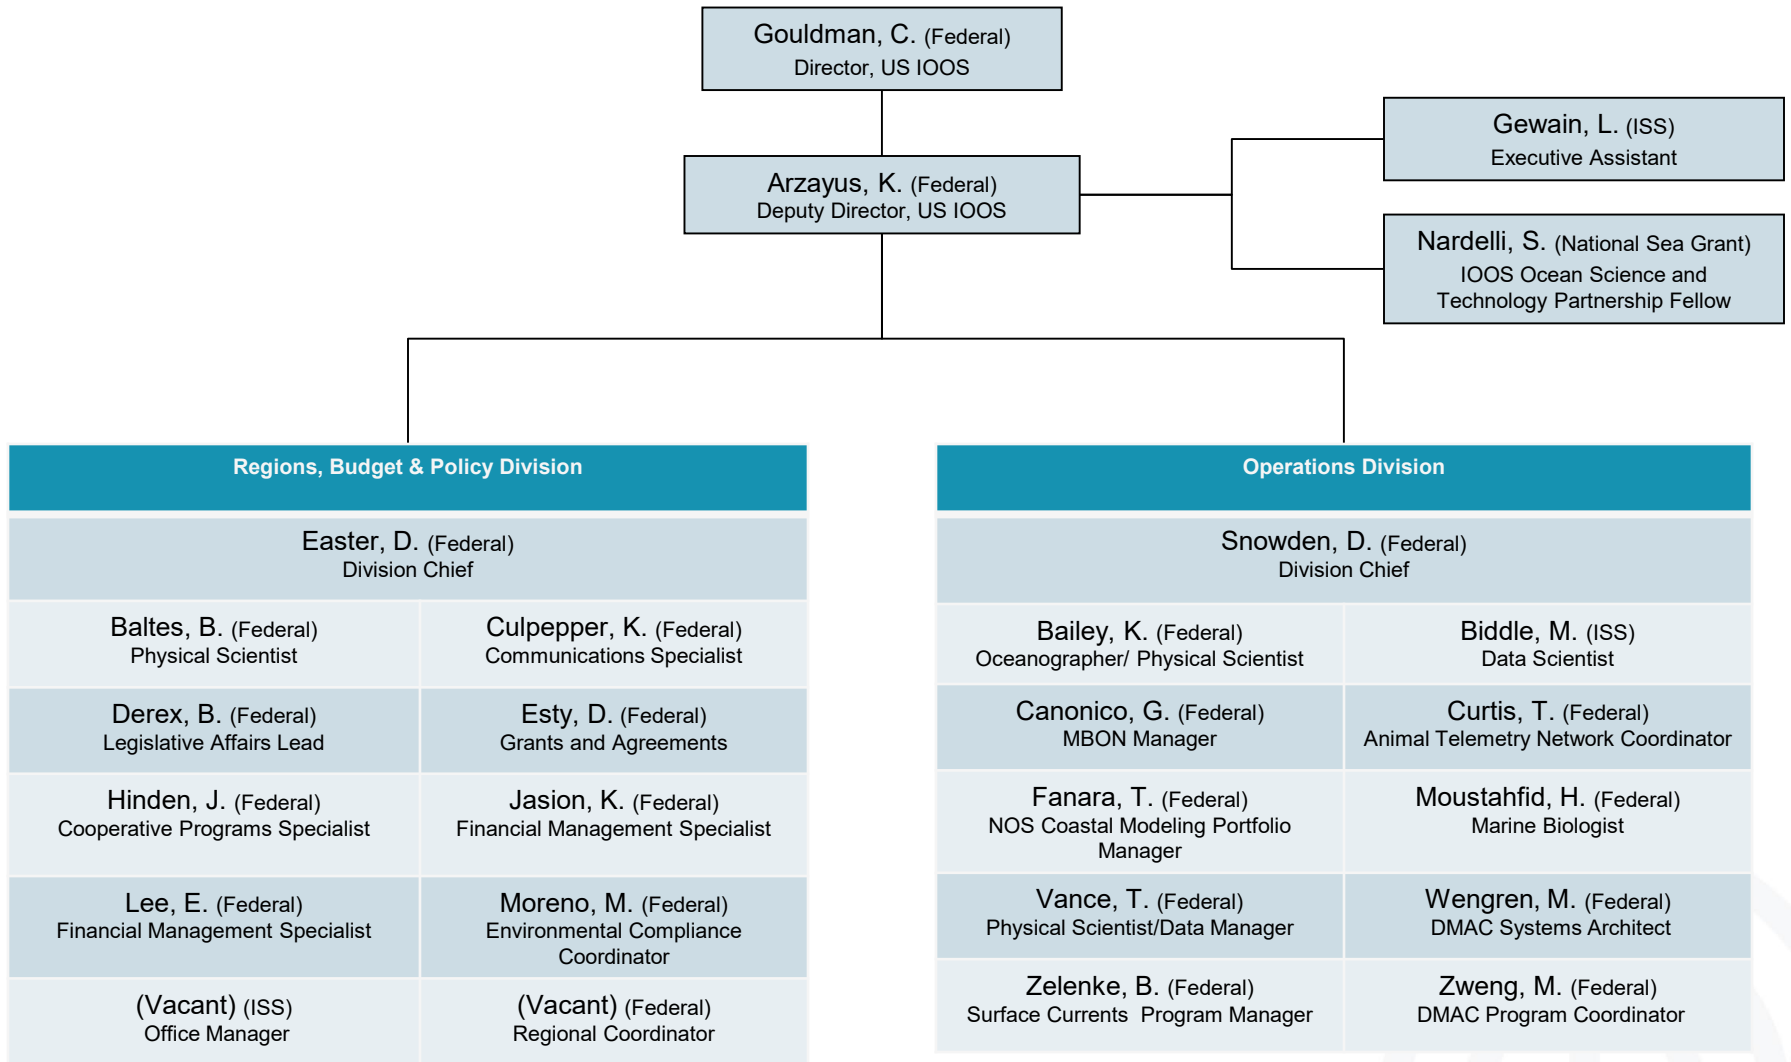 Gouldman, C. (Federal)
Director, US IOOS
Arzayus, K. (Federal)
Deputy Director, US IOOS
Gewain, L. (ISS)
Executive Assistant
Nardelli, S. (National Sea Grant)
IOOS Ocean Science and
Technology Partnership Fellow
Regions, Budget & Policy Division
Easter, D. (Federal)
Division Chief
Baltes, B. (Federal)
Physical Scientist
Culpepper, K. (Federal)
Communications Specialist
Derex, B. (Federal)
Legislative Affairs Lead
Esty, D. (Federal)
Grants and Agreements
Hinden, J. (Federal)
Cooperative Programs Specialist
Jasion, K. (Federal)
Financial Management Specialist
Lee, E. (Federal)
Financial Management Specialist
Moreno, M. (Federal)
Environmental Compliance
Coordinator
(Vacant) (ISS)
Office Manager
(Vacant) (Federal)
Regional Coordinator
Operations Division
Snowden, D. (Federal)
Division Chief
Bailey, K. (Federal)
Oceanographer/ Physical Scientist
Biddle, M. (ISS)
Data Scientist
Canonico, G. (Federal)
MBON Manager
Curtis, T. (Federal)
Animal Telemetry Network Coordinator
Fanara, T. (Federal)
NOS Coastal Modeling Portfolio
Manager
Moustahfid, H. (Federal)
Marine Biologist
Vance, T. (Federal)
Physical Scientist/Data Manager
Wengren, M. (Federal)
DMAC Systems Architect
Zelenke, B. (Federal)
Surface Currents Program Manager
Zweng, M. (Federal)
DMAC Program Coordinator